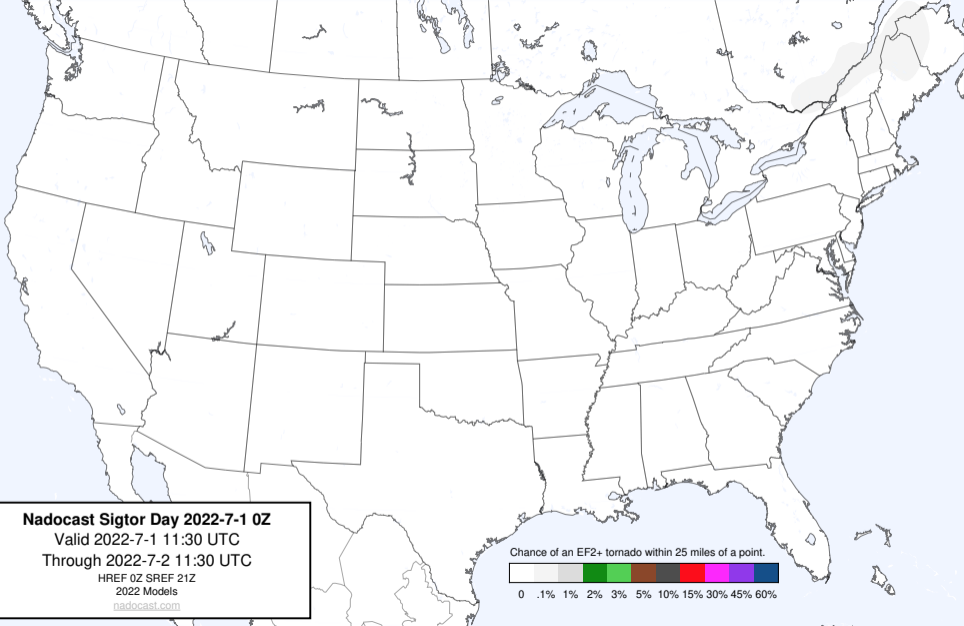 Nadocast Sigtor Day 2022-7-1 0Z
Valid 2022-7-1 11:30 UTC
Through 2022-7-2 11:30 UTC
HREF 0Z SREF 21Z
2022 Models
nadocast.com
Chance of an EF2+ tornado within 25 miles of a point.
0 .1% 1% 2% 3% 5% 10% 15% 30% 45% 60%